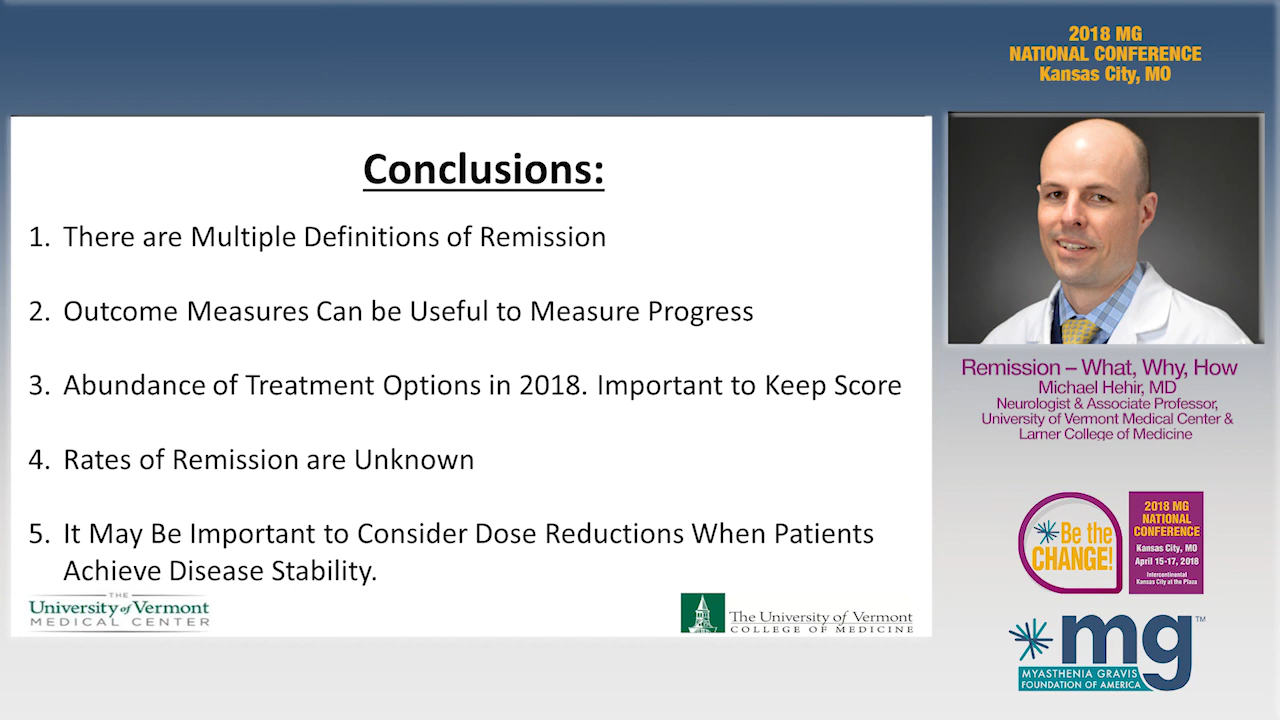 2018 MG
NATIONAL CONFERENCE
Kansas City, MO
Conclusions:
1. There are Multiple Definitions of Remission
2. Outcome Measures Can be Useful to Measure Progress
3. Abundance of Treatment Options in 2018. Important to Keep Score
4. Rates of Remission are Unknown
5. It May Be Important to Consider Dose Reductions When Patients
Achieve Disease Stability.
THE
University of Vermont
MEDICAL CENTER
The University of Vermont
COLLEGE OF MEDICINE
Remission – What, Why, How
Michael Hehir, MD
Neurologist & Associate Professor,
University of Vermont Medical Center &
Larner College of Medicine
Be the
CHANGE!
2018 MG
NATIONAL
CONFERENCE
Kansas City, MO
April 15-17, 2018
Intercontinental
Kansas City at the Plaza
mg™
MYASTHENIA GRAVIS
FOUNDATION OF AMERICA